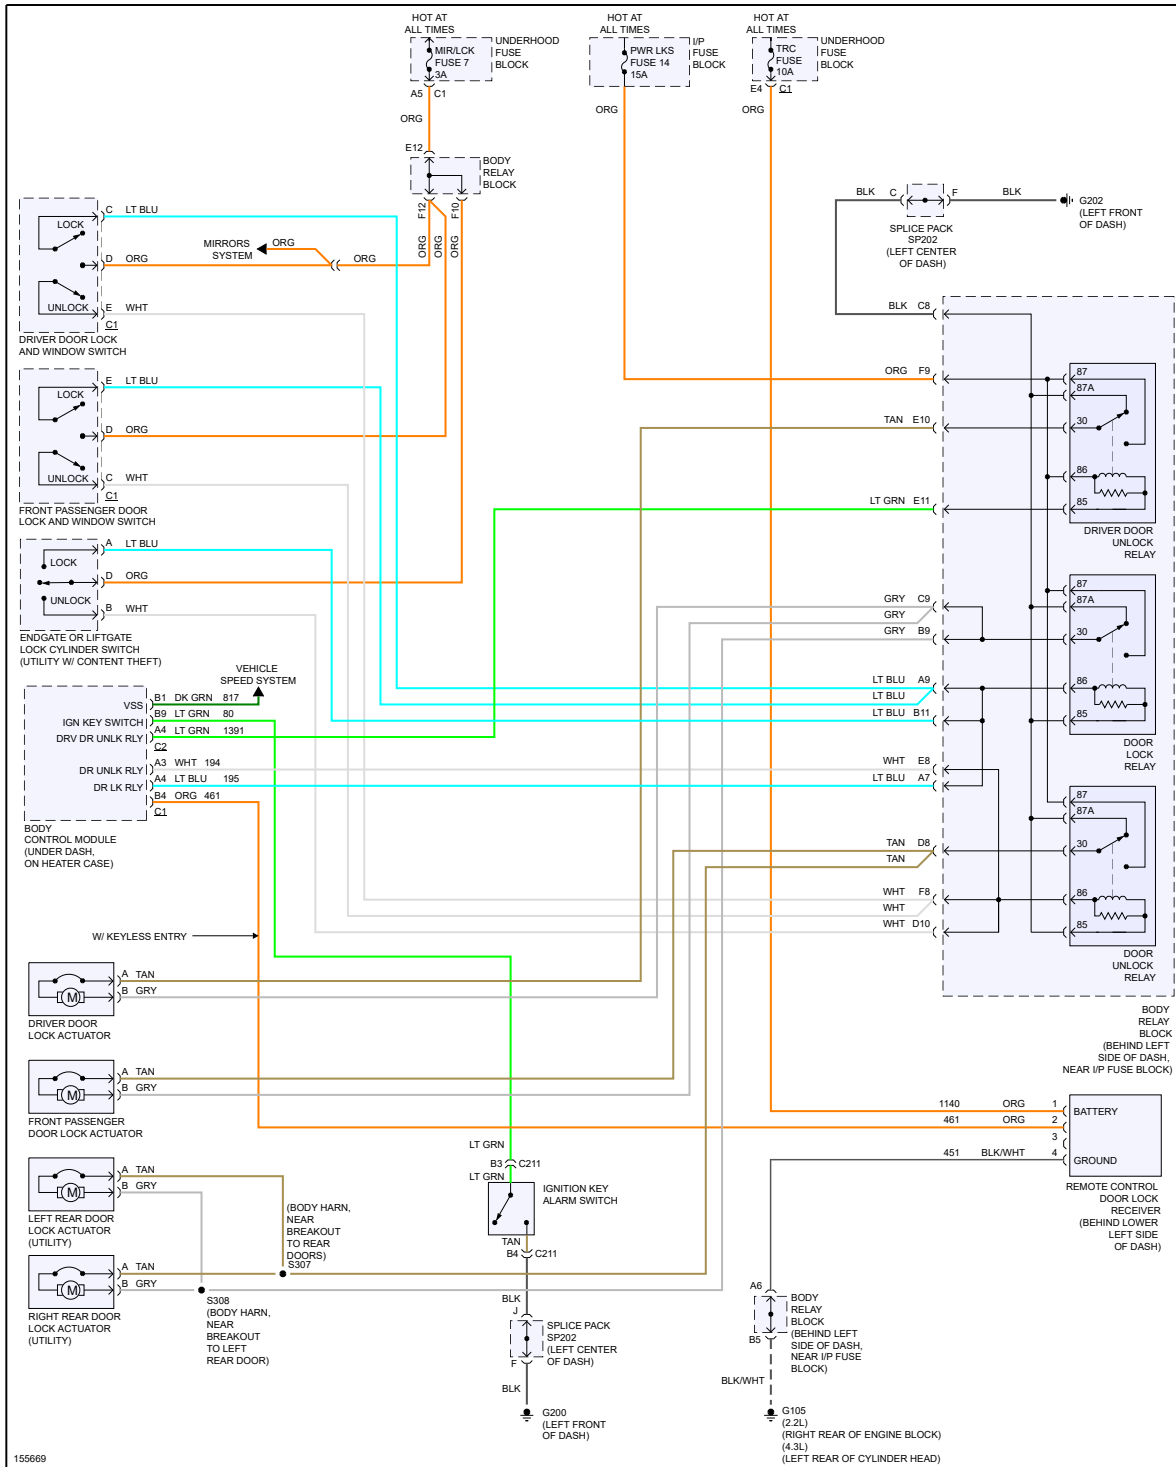 HOT AT
ALL TIMES
MIR/LCK
FUSE 7
3A
UNDERHOOD
FUSE
BLOCK
A5 C1
ORG
E12
BODY
RELAY
BLOCK
F12
F10
ORG
ORG
ORG
HOT AT
ALL TIMES
PWR LKS
FUSE 14
15A
I/P
FUSE
BLOCK
ORG
HOT AT
ALL TIMES
TRC
FUSE
10A
UNDERHOOD
FUSE
BLOCK
E4 C1
ORG
BLK C F BLK
G202
(LEFT FRONT
OF DASH)
SPLICE PACK
SP202
(LEFT CENTER
OF DASH)
LOCK
UNLOCK
C LT BLU
D ORG
E WHT
C1
MIRRORS
SYSTEM
ORG
ORG
DRIVER DOOR LOCK
AND WINDOW SWITCH
LOCK
UNLOCK
E LT BLU
D ORG
C WHT
C1
FRONT PASSENGER DOOR
LOCK AND WINDOW SWITCH
LOCK
UNLOCK
A LT BLU
D ORG
B WHT
ENDGATE OR LIFTGATE
LOCK CYLINDER SWITCH
(UTILITY W/ CONTENT THEFT)
VEHICLE
SPEED SYSTEM
VSS B1 DK GRN 817
IGN KEY SWITCH B9 LT GRN 80
DRV DR UNLK RLY A4 LT GRN 1391
C2
DR UNLK RLY A3 WHT 194
DR LK RLY A4 LT BLU 195
B4 ORG 461
C1
BODY
CONTROL MODULE
(UNDER DASH,
ON HEATER CASE)
W/ KEYLESS ENTRY
BLK C8
ORG F9
TAN E10
LT GRN E11
GRY C9
GRY
GRY B9
LT BLU A9
LT BLU
LT BLU B11
WHT E8
LT BLU A7
TAN D8
TAN
WHT F8
WHT
WHT D10
87
87A
30
86
85
DRIVER DOOR
UNLOCK
RELAY
87
87A
30
86
85
DOOR
LOCK
RELAY
87
87A
30
86
85
DOOR
UNLOCK
RELAY
BODY
RELAY
BLOCK
(BEHIND LEFT
SIDE OF DASH,
NEAR I/P FUSE BLOCK)
M
A TAN
B GRY
DRIVER DOOR
LOCK ACTUATOR
M
A TAN
B GRY
FRONT PASSENGER
DOOR LOCK ACTUATOR
M
A TAN
B GRY
LEFT REAR DOOR
LOCK ACTUATOR
(UTILITY)
M
A TAN
B GRY
RIGHT REAR DOOR
LOCK ACTUATOR
(UTILITY)
(BODY HARN,
NEAR
BREAKOUT
TO REAR
DOORS)
S307
S308
(BODY HARN,
NEAR
BREAKOUT
TO LEFT
REAR DOOR)
LT GRN
B3 C211
LT GRN
IGNITION KEY
ALARM SWITCH
TAN
B4 C211
BLK
J
SPLICE PACK
SP202
(LEFT CENTER
OF DASH)
F
BLK
G200
(LEFT FRONT
OF DASH)
1140 ORG 1 BATTERY
461 ORG 2
3
451 BLK/WHT 4 GROUND
REMOTE CONTROL
DOOR LOCK
RECEIVER
(BEHIND LOWER
LEFT SIDE
OF DASH)
A6
BODY
RELAY
BLOCK
(BEHIND LEFT
SIDE OF DASH,
NEAR I/P FUSE
BLOCK)
B5
BLK/WHT
G105
(2.2L)
(RIGHT REAR OF ENGINE BLOCK)
(4.3L)
(LEFT REAR OF CYLINDER HEAD)
155669